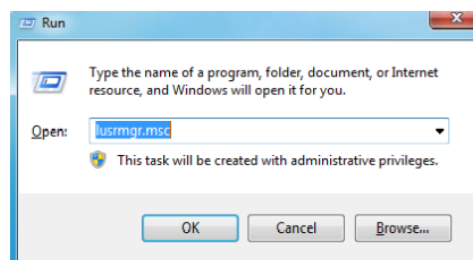 Run
Type the name of a program, folder, document, or Internet
resource, and Windows will open it for you.
Open: lusrmgr.msc
This task will be created with administrative privileges.
OK Cancel Browse...